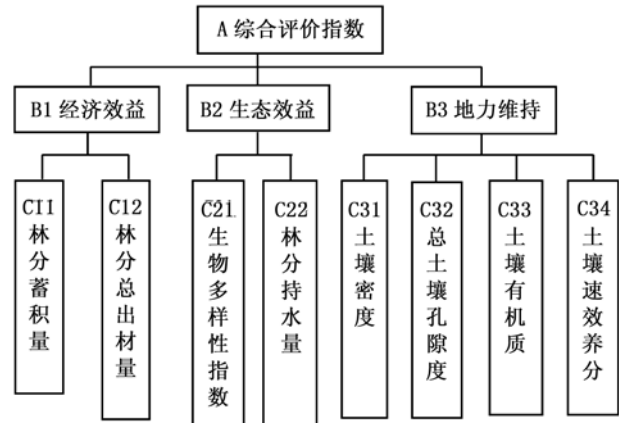 A 综合评价指数
B1 经济效益
B2 生态效益
B3 地力维持
C11 林分蓄积量
C12 林分总出材量
C21 生物多样性指数
C22 林分持水量
C31 土壤密度
C32 总土壤孔隙度
C33 土壤有机质
C34 土壤速效养分